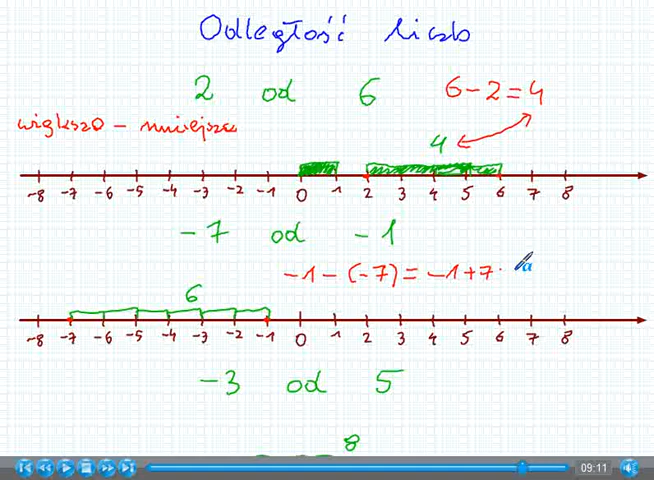 Odległość liczb
2 od 6 6-2=4
większa - mniejsza
4
-8 -7 -6 -5 -4 -3 -2 -1 0 1 2 3 4 5 6 7 8
-7 od -1
-1-(-7)=-1+7
6
-8 -7 -6 -5 -4 -3 -2 -1 0 1 2 3 4 5 6 7 8
-3 od 5
8
09:11